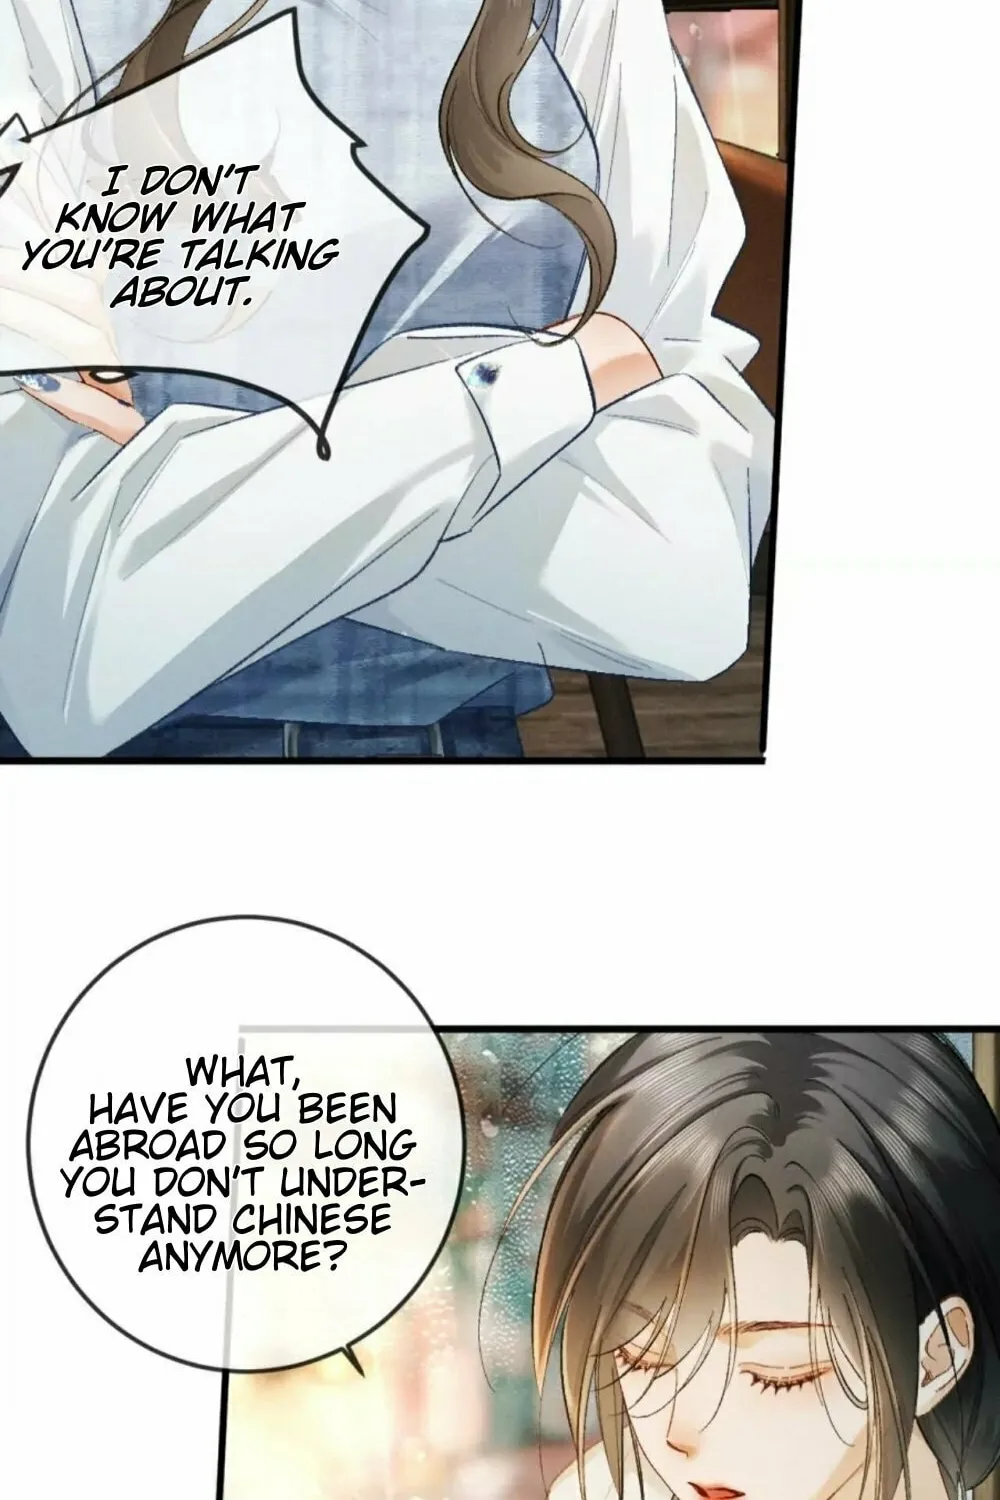 I DON'T
KNOW WHAT
YOU'RE TALKING
ABOUT.
WHAT,
HAVE YOU BEEN
ABROAD SO LONG
YOU DON'T UNDER-
STAND CHINESE
ANYMORE?